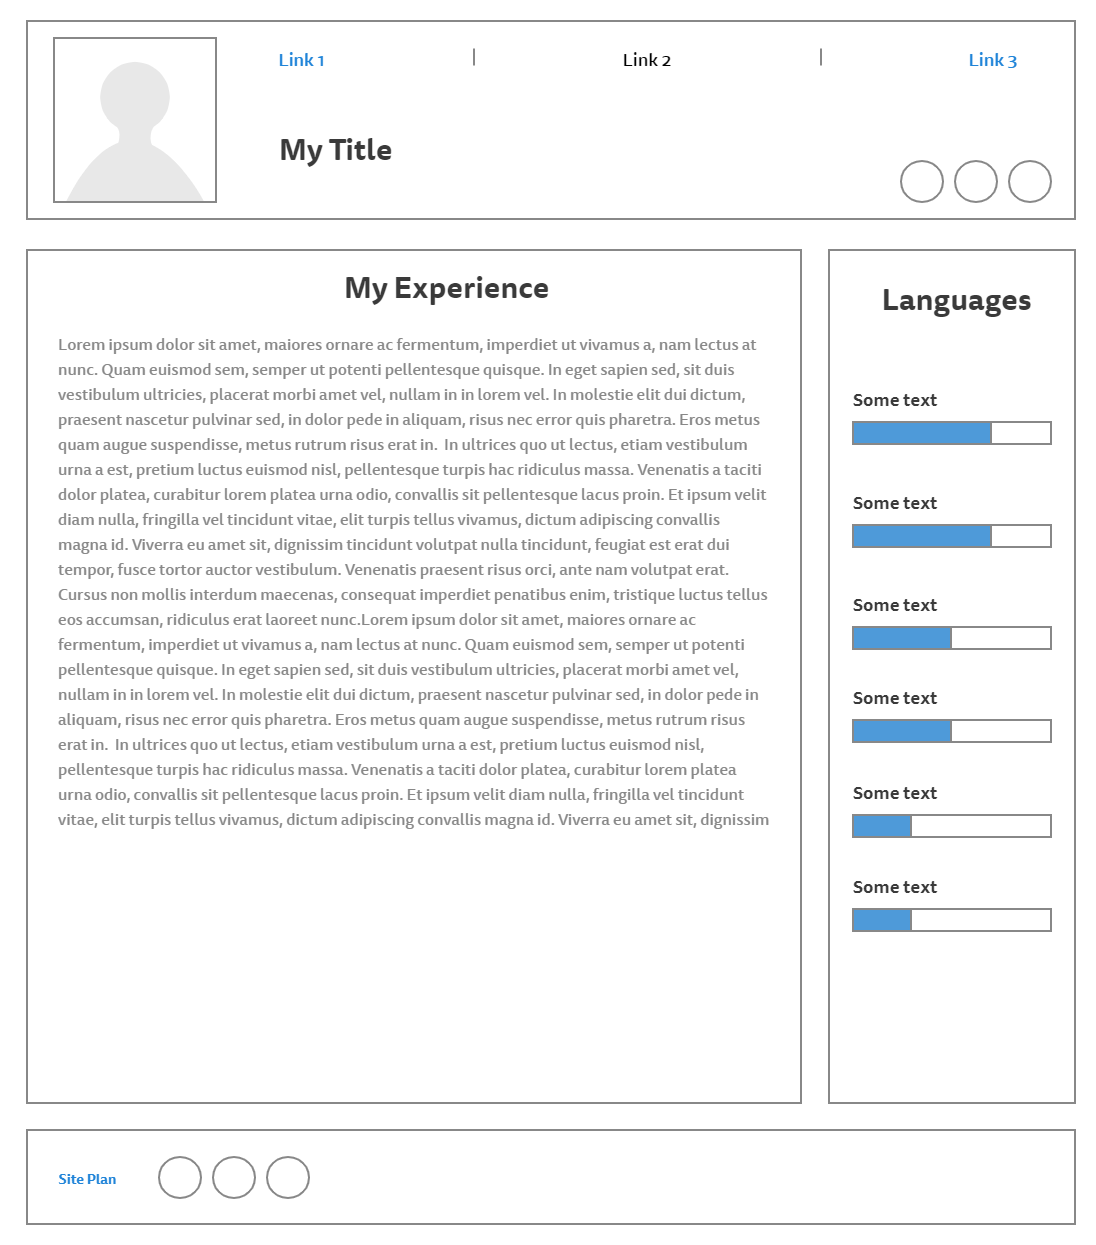 Link 1 | Link 2 | Link 3
My Title
My Experience
Lorem ipsum dolor sit amet, maiores ornare ac fermentum, imperdiet ut vivamus a, nam lectus at
nunc. Quam euismod sem, semper ut potenti pellentesque quisque. In eget sapien sed, sit duis
vestibulum ultricies, placerat morbi amet vel, nullam in in lorem vel. In molestie elit dui dictum,
praesent nascetur pulvinar sed, in dolor pede in aliquam, risus nec error quis pharetra. Eros metus
quam augue suspendisse, metus rutrum risus erat in.  In ultrices quo ut lectus, etiam vestibulum
urna a est, pretium luctus euismod nisl, pellentesque turpis hac ridiculus massa. Venenatis a taciti
dolor platea, curabitur lorem platea urna odio, convallis sit pellentesque lacus proin. Et ipsum velit
diam nulla, fringilla vel tincidunt vitae, elit turpis tellus vivamus, dictum adipiscing convallis
magna id. Viverra eu amet sit, dignissim tincidunt volutpat nulla tincidunt, feugiat est erat dui
tempor, fusce tortor auctor vestibulum. Venenatis praesent risus orci, ante nam volutpat erat.
Cursus non mollis interdum maecenas, consequat imperdiet penatibus enim, tristique luctus tellus
eos accumsan, ridiculus erat laoreet nunc.Lorem ipsum dolor sit amet, maiores ornare ac
fermentum, imperdiet ut vivamus a, nam lectus at nunc. Quam euismod sem, semper ut potenti
pellentesque quisque. In eget sapien sed, sit duis vestibulum ultricies, placerat morbi amet vel,
nullam in in lorem vel. In molestie elit dui dictum, praesent nascetur pulvinar sed, in dolor pede in
aliquam, risus nec error quis pharetra. Eros metus quam augue suspendisse, metus rutrum risus
erat in.  In ultrices quo ut lectus, etiam vestibulum urna a est, pretium luctus euismod nisl,
pellentesque turpis hac ridiculus massa. Venenatis a taciti dolor platea, curabitur lorem platea
urna odio, convallis sit pellentesque lacus proin. Et ipsum velit diam nulla, fringilla vel tincidunt
vitae, elit turpis tellus vivamus, dictum adipiscing convallis magna id. Viverra eu amet sit, dignissim
Languages
Some text
Some text
Some text
Some text
Some text
Some text
Site Plan